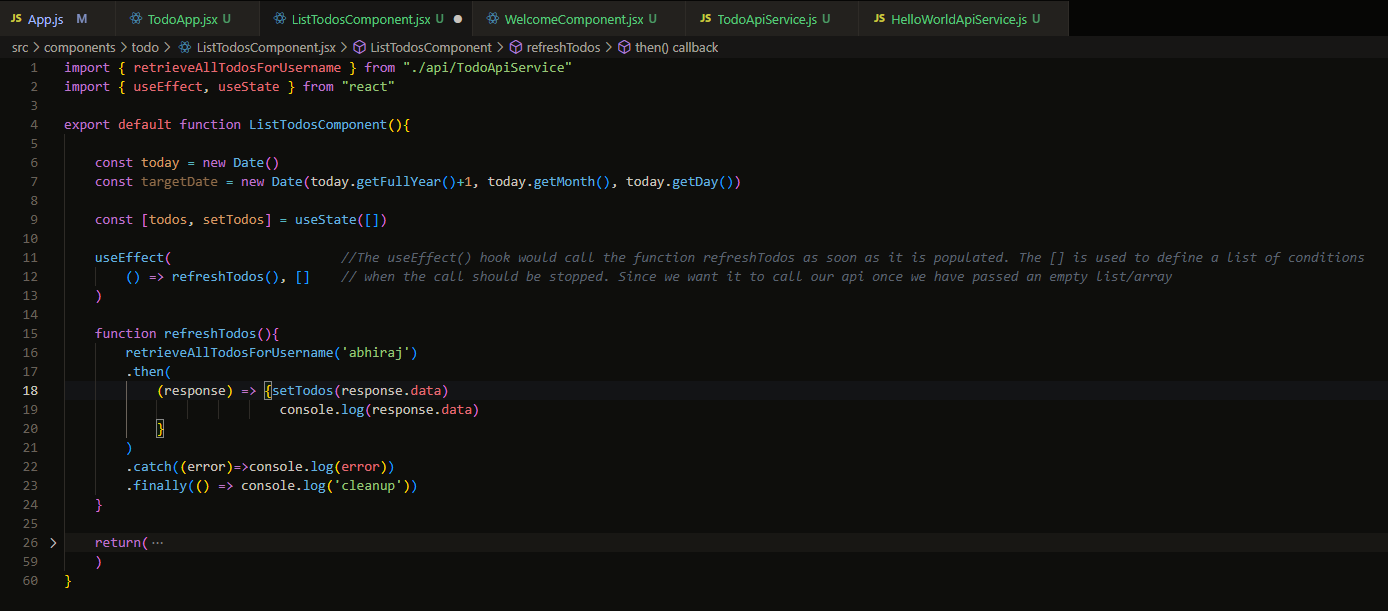 JS App.js M TodoApp.jsx U ListTodosComponent.jsx U WelcomeComponent.jsx U JS TodoApiService.js U JS HelloWorldApiService.js U
src > components > todo > ListTodosComponent.jsx > ListTodosComponent > refreshTodos > then() callback
1 import { retrieveAllTodosForUsername } from "./api/TodoApiService"
2 import { useEffect, useState } from "react"
3
4 export default function ListTodosComponent(){
5
6 const today = new Date()
7 const targetDate = new Date(today.getFullYear()+1, today.getMonth(), today.getDay())
8
9 const [todos, setTodos] = useState([])
10
11 useEffect( //The useEffect() hook would call the function refreshTodos as soon as it is populated. The [] is used to define a list of conditions
12 () => refreshTodos(), [] // when the call should be stopped. Since we want it to call our api once we have passed an empty list/array
13 )
14
15 function refreshTodos(){
16 retrieveAllTodosForUsername('abhiraj')
17 .then(
18 (response) => {setTodos(response.data)
19 console.log(response.data)
20 }
21 )
22 .catch((error)=>console.log(error))
23 .finally(() => console.log('cleanup'))
24 }
25
26 return( ⋯
59 )
60 }